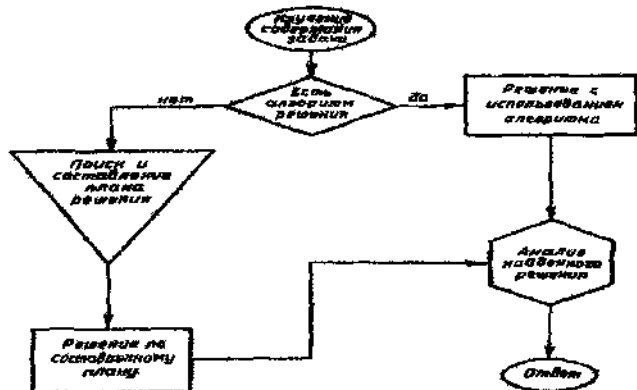 Изучение
содержания
задачи
Есть
алгоритм
решения
нет
да
Решение с
использованием
алгоритма
Поиск и
составление
плана
решения
Анализ
найденного
решения
Решение по
составленному
плану
Ответ